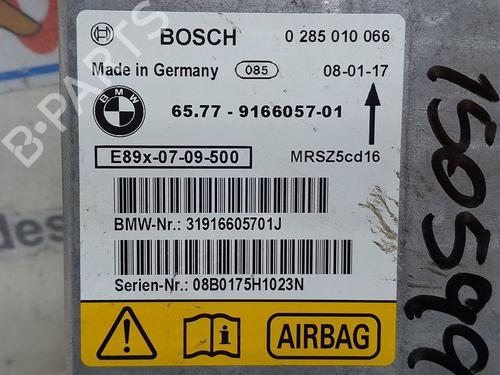 BOSCH 0 285 010 066
Made in Germany 085 08-01-17
BMW 65.77 - 9166057-01
E89x-07-09-500 MRSZ5cd16
BMW-Nr.: 31916605701J
Serien-Nr.: 08B0175H1023N
AIRBAG
150599
B-PARTS
des